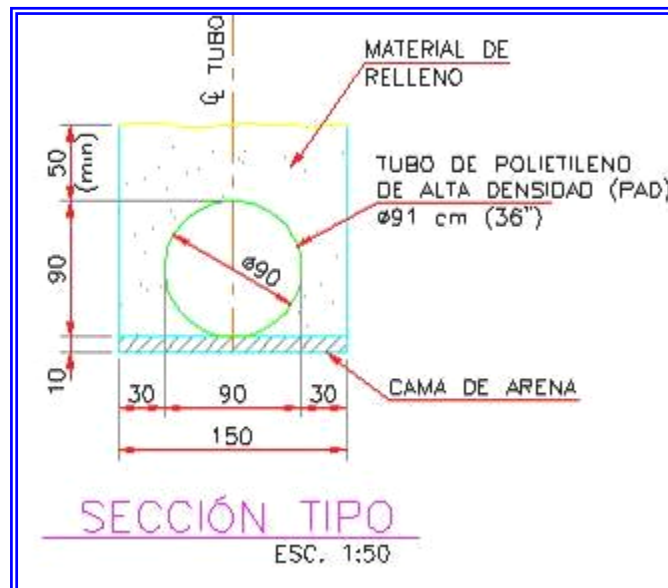 ℄ TUBO
MATERIAL DE
RELLENO
50
(min)
TUBO DE POLIETILENO
DE ALTA DENSIDAD (PAD)
ø91 cm (36")
90
ø90
10
30
90
30
CAMA DE ARENA
150
SECCIÓN TIPO
ESC. 1:50